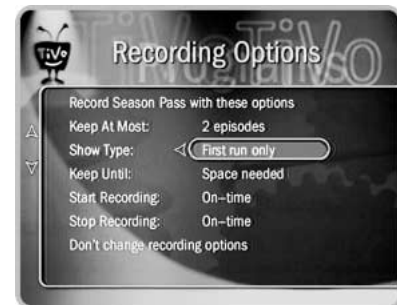 TiVo
Recording Options
Record Season Pass with these options
Keep At Most: 2 episodes
Show Type: First run only
Keep Until: Space needed
Start Recording: On-time
Stop Recording: On-time
Don't change recording options